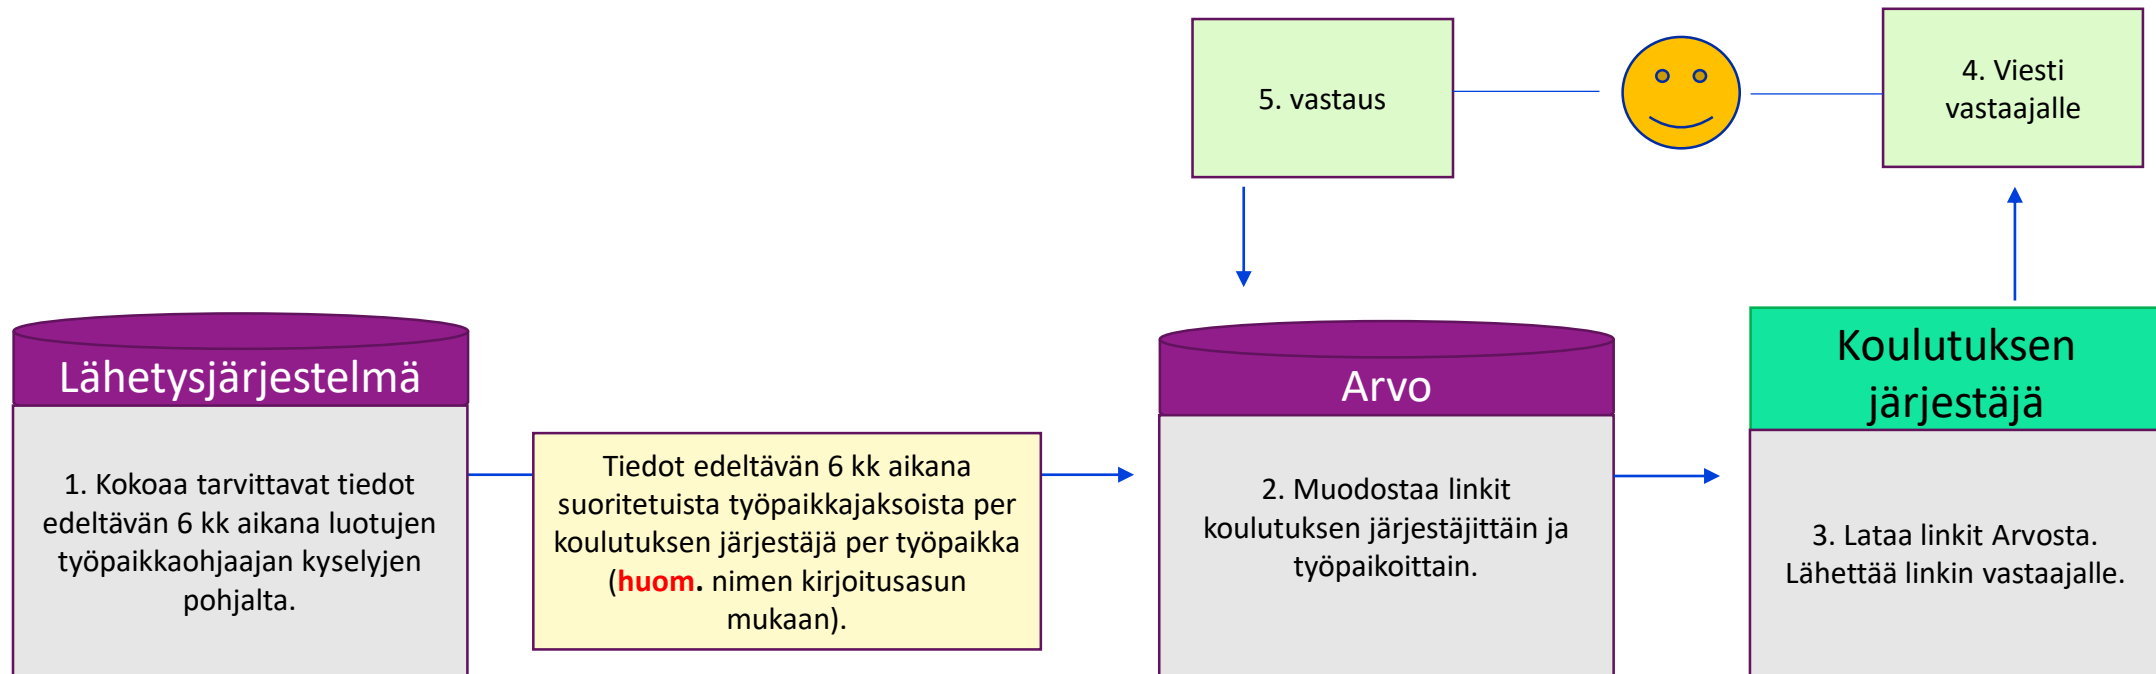 5. vastaus
4. Viesti
vastaajalle
Lähetysjärjestelmä
1. Kokoaa tarvittavat tiedot
edeltävän 6 kk aikana luotujen
työpaikkaohjaajan kyselyjen
pohjalta.
Tiedot edeltävän 6 kk aikana
suoritetuista työpaikkajaksoista per
koulutuksen järjestäjä per työpaikka
(huom. nimen kirjoitusasun
mukaan).
Arvo
2. Muodostaa linkit
koulutuksen järjestäjittäin ja
työpaikoittain.
Koulutuksen
järjestäjä
3. Lataa linkit Arvosta.
Lähettää linkin vastaajalle.